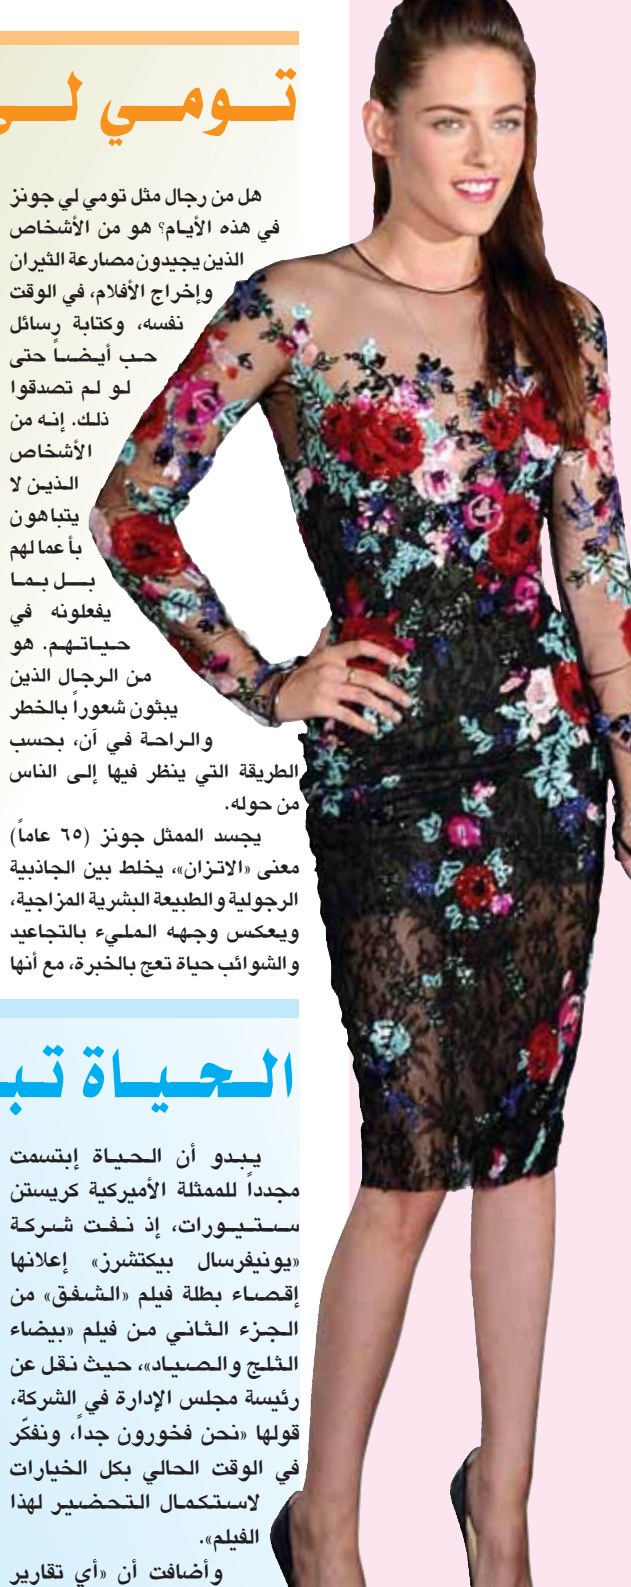 تومي لي
هل من رجال مثل تومي لي جونز
في هذه الأيام؟ هو من الأشخاص
الذين يجيدون مصارعة الثيران
وإخراج الأفلام، في الوقت
نفسه، وكتابة رسائل
حب أيضاً حتى
لو لم تصدقوا
ذلك. إنه من
الأشخاص
الذين لا
يتباهون
بأعمالهم
بل بما
يفعلونه في
حياتهم. هو
من الرجال الذين
يبثون شعوراً بالخطر
والراحة في آن، بحسب
الطريقة التي ينظر فيها إلى الناس
من حوله.
يجسد الممثل جونز (٦٥ عاماً)
معنى «الاتزان»، يخلط بين الجاذبية
الرجولية والطبيعة البشرية المزاجية،
ويعكس وجهه المليء بالتجاعيد
والشوائب حياة تعج بالخبرة، مع أنها
الحياة تب
يبدو أن الحياة إبتسمت
مجدداً للممثلة الأميركية كريستن
ستيورات، إذ نفت شركة
«يونيفرسال بيكتشرز» إعلانها
إقصاء بطلة فيلم «الشفق» من
الجزء الثاني من فيلم «بيضاء
الثلج والصياد»، حيث نقل عن
رئيسة مجلس الإدارة في الشركة،
قولها «نحن فخورون جداً، ونفكّر
في الوقت الحالي بكل الخيارات
لاستكمال التحضير لهذا
الفيلم».
وأضافت أن «أي تقارير